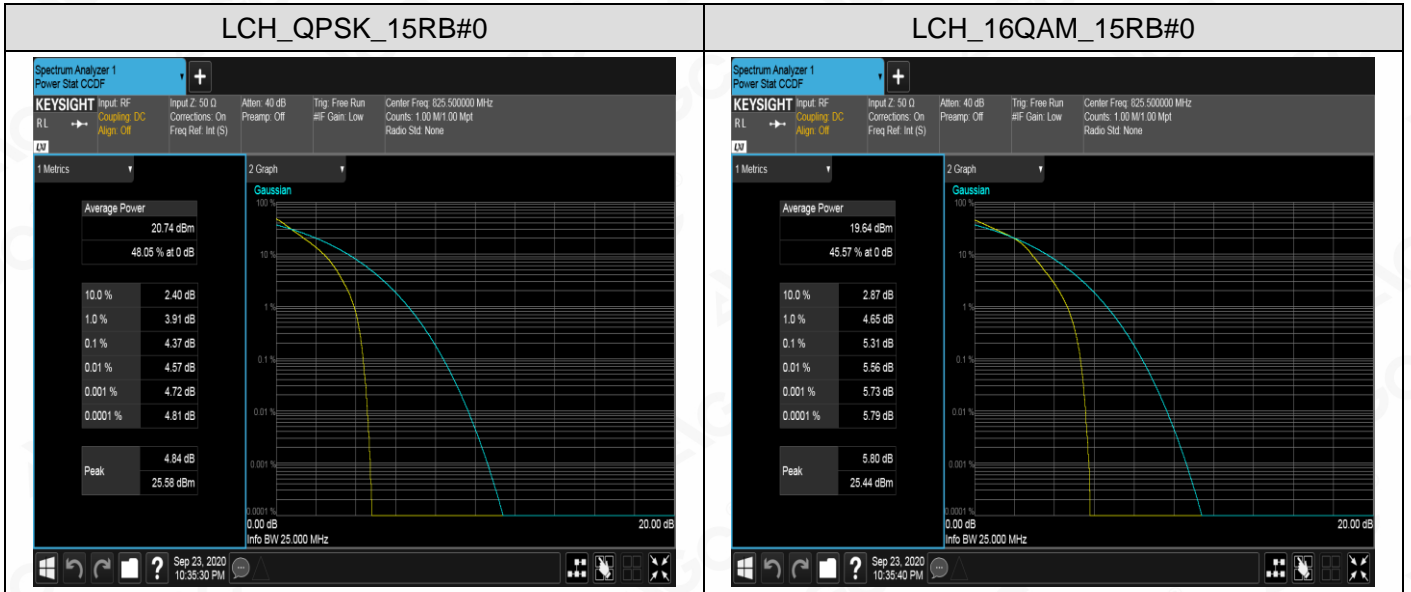 LCH_QPSK_15RB#0
Spectrum Analyzer 1
Power Stat CCDF
KEYSIGHT
Input: RF
Coupling: DC
Align: Off
RL
LXI
Input Z: 50 Ω
Corrections: On
Freq Ref: Int (S)
Atten: 40 dB
Preamp: Off
Trig: Free Run
#IF Gain: Low
Center Freq: 825.500000 MHz
Counts: 1.00 M/1.00 Mpt
Radio Std: None
1 Metrics
Average Power
20.74 dBm
48.05 % at 0 dB
10.0 % 2.40 dB
1.0 % 3.91 dB
0.1 % 4.37 dB
0.01 % 4.57 dB
0.001 % 4.72 dB
0.0001 % 4.81 dB
Peak
4.84 dB
25.58 dBm
2 Graph
Gaussian
100 %
10 %
1 %
0.1 %
0.01 %
0.001 %
0.0001 %
0.00 dB 20.00 dB
Info BW 25.000 MHz
?
Sep 23, 2020
10:35:30 PM
LCH_16QAM_15RB#0
Spectrum Analyzer 1
Power Stat CCDF
KEYSIGHT
Input: RF
Coupling: DC
Align: Off
RL
LXI
Input Z: 50 Ω
Corrections: On
Freq Ref: Int (S)
Atten: 40 dB
Preamp: Off
Trig: Free Run
#IF Gain: Low
Center Freq: 825.500000 MHz
Counts: 1.00 M/1.00 Mpt
Radio Std: None
1 Metrics
Average Power
19.64 dBm
45.57 % at 0 dB
10.0 % 2.87 dB
1.0 % 4.65 dB
0.1 % 5.31 dB
0.01 % 5.56 dB
0.001 % 5.73 dB
0.0001 % 5.79 dB
Peak
5.80 dB
25.44 dBm
2 Graph
Gaussian
100 %
10 %
1 %
0.1 %
0.01 %
0.001 %
0.0001 %
0.00 dB 20.00 dB
Info BW 25.000 MHz
?
Sep 23, 2020
10:35:40 PM